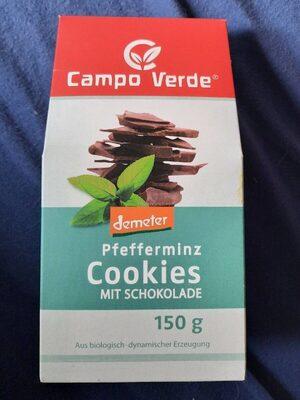 Campo Verde®
demeter
Pfefferminz
Cookies
MIT SCHOKOLADE
150 g
Aus biologisch-dynamischer Erzeugung